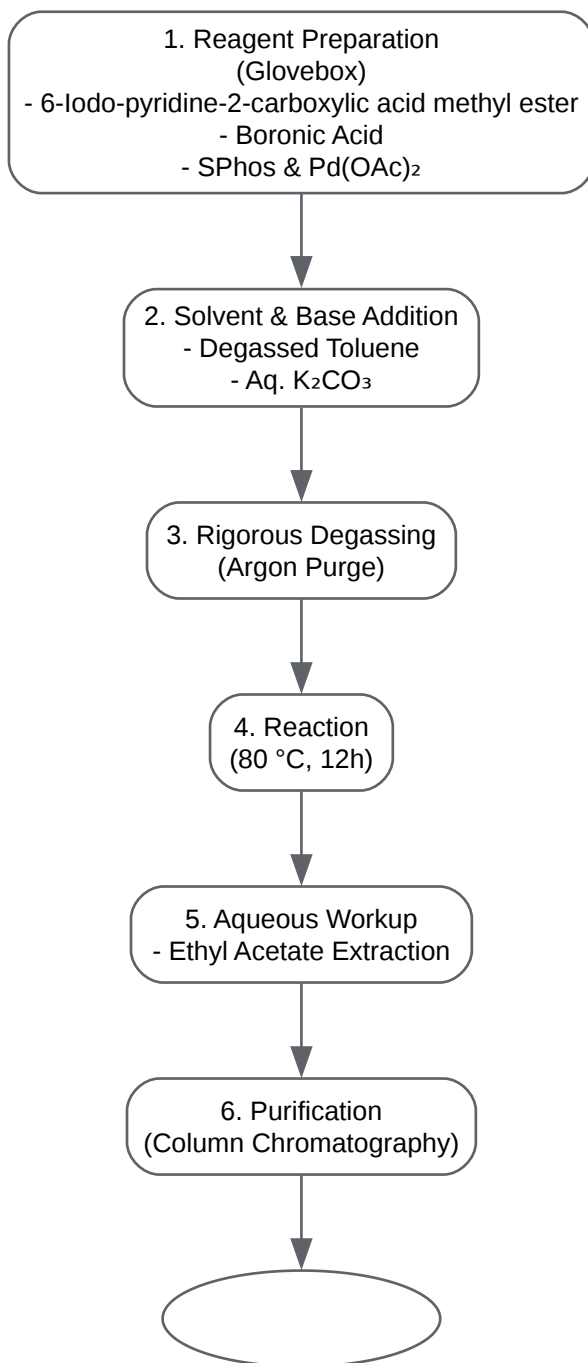 1. Reagent Preparation
(Glovebox)
- 6-Iodo-pyridine-2-carboxylic acid methyl ester
- Boronic Acid
- SPhos & Pd(OAc)₂
2. Solvent & Base Addition
- Degassed Toluene
- Aq. K₂CO₃
3. Rigorous Degassing
(Argon Purge)
4. Reaction
(80 °C, 12h)
5. Aqueous Workup
- Ethyl Acetate Extraction
6. Purification
(Column Chromatography)